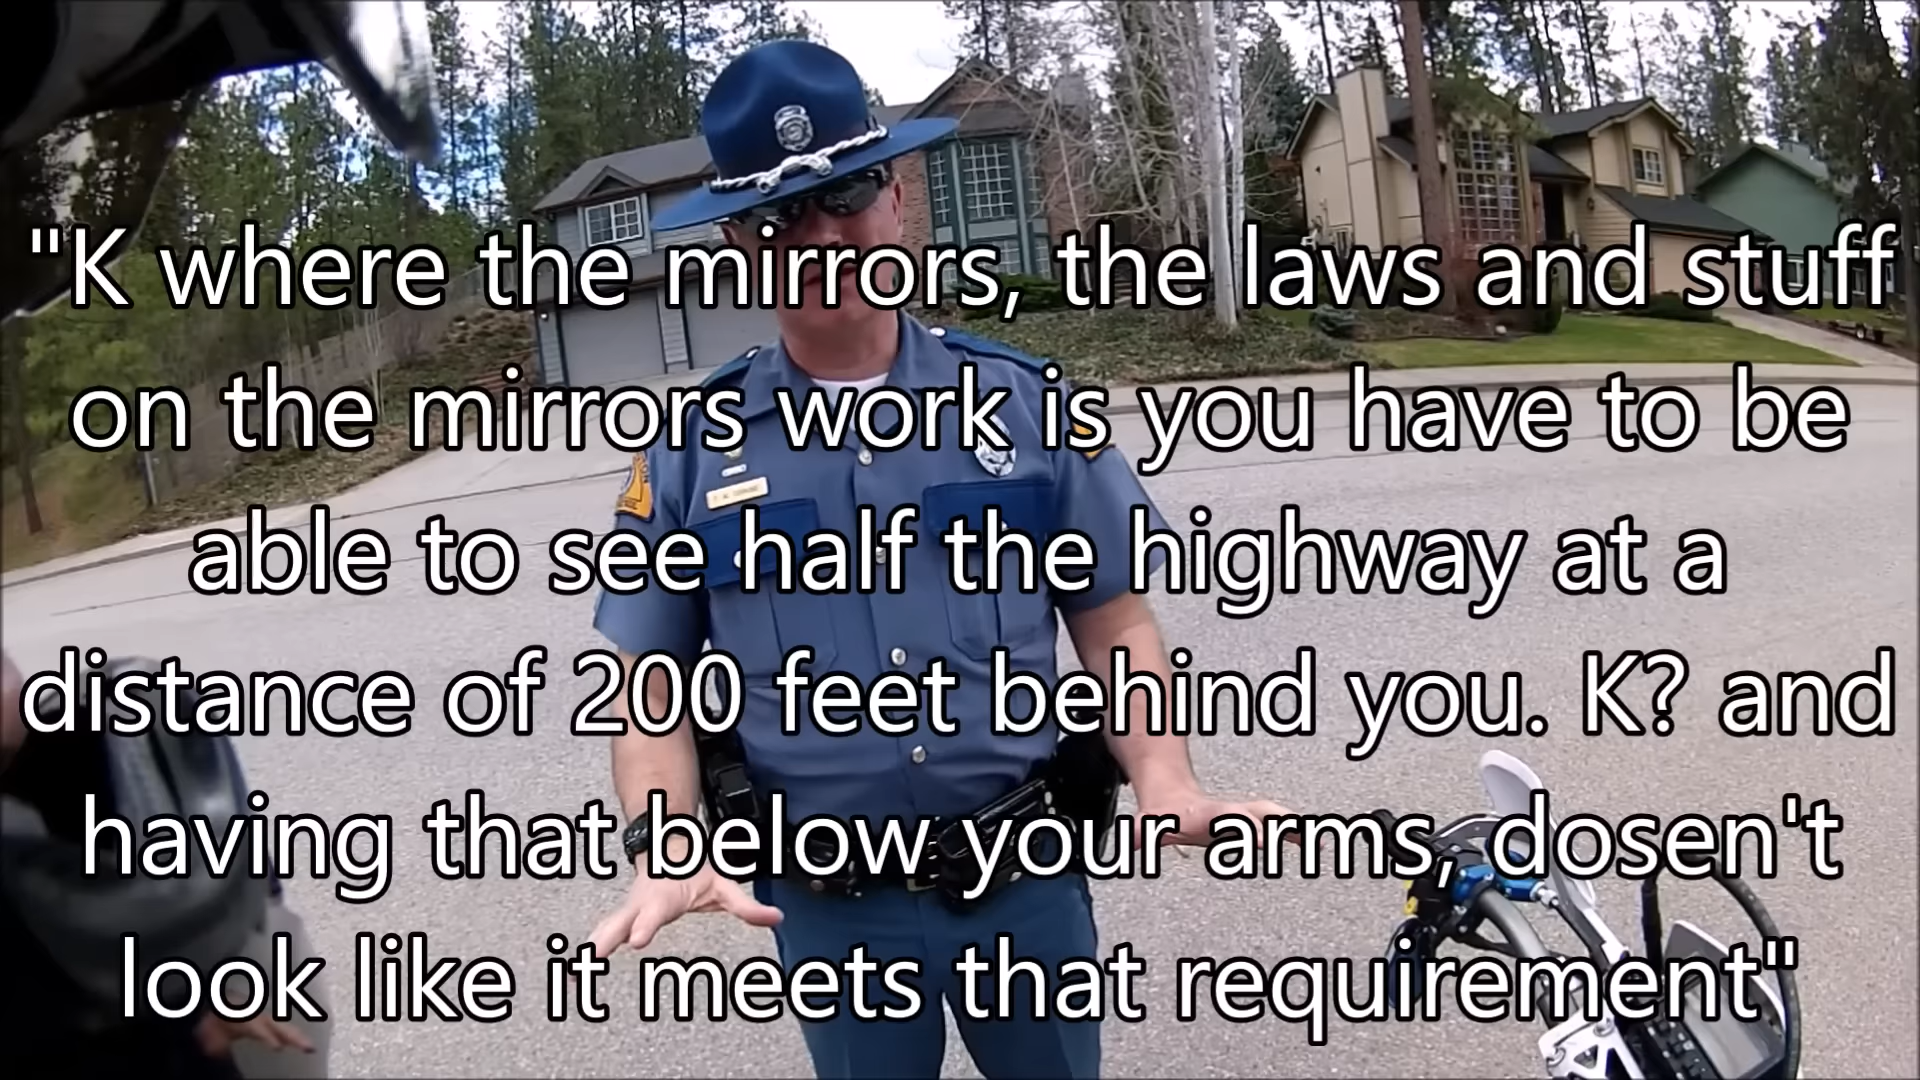 "K where the mirrors, the laws and stuff
on the mirrors work is you have to be
able to see half the highway at a
distance of 200 feet behind you. K? and
having that below your arms, dosen't
look like it meets that requirement"